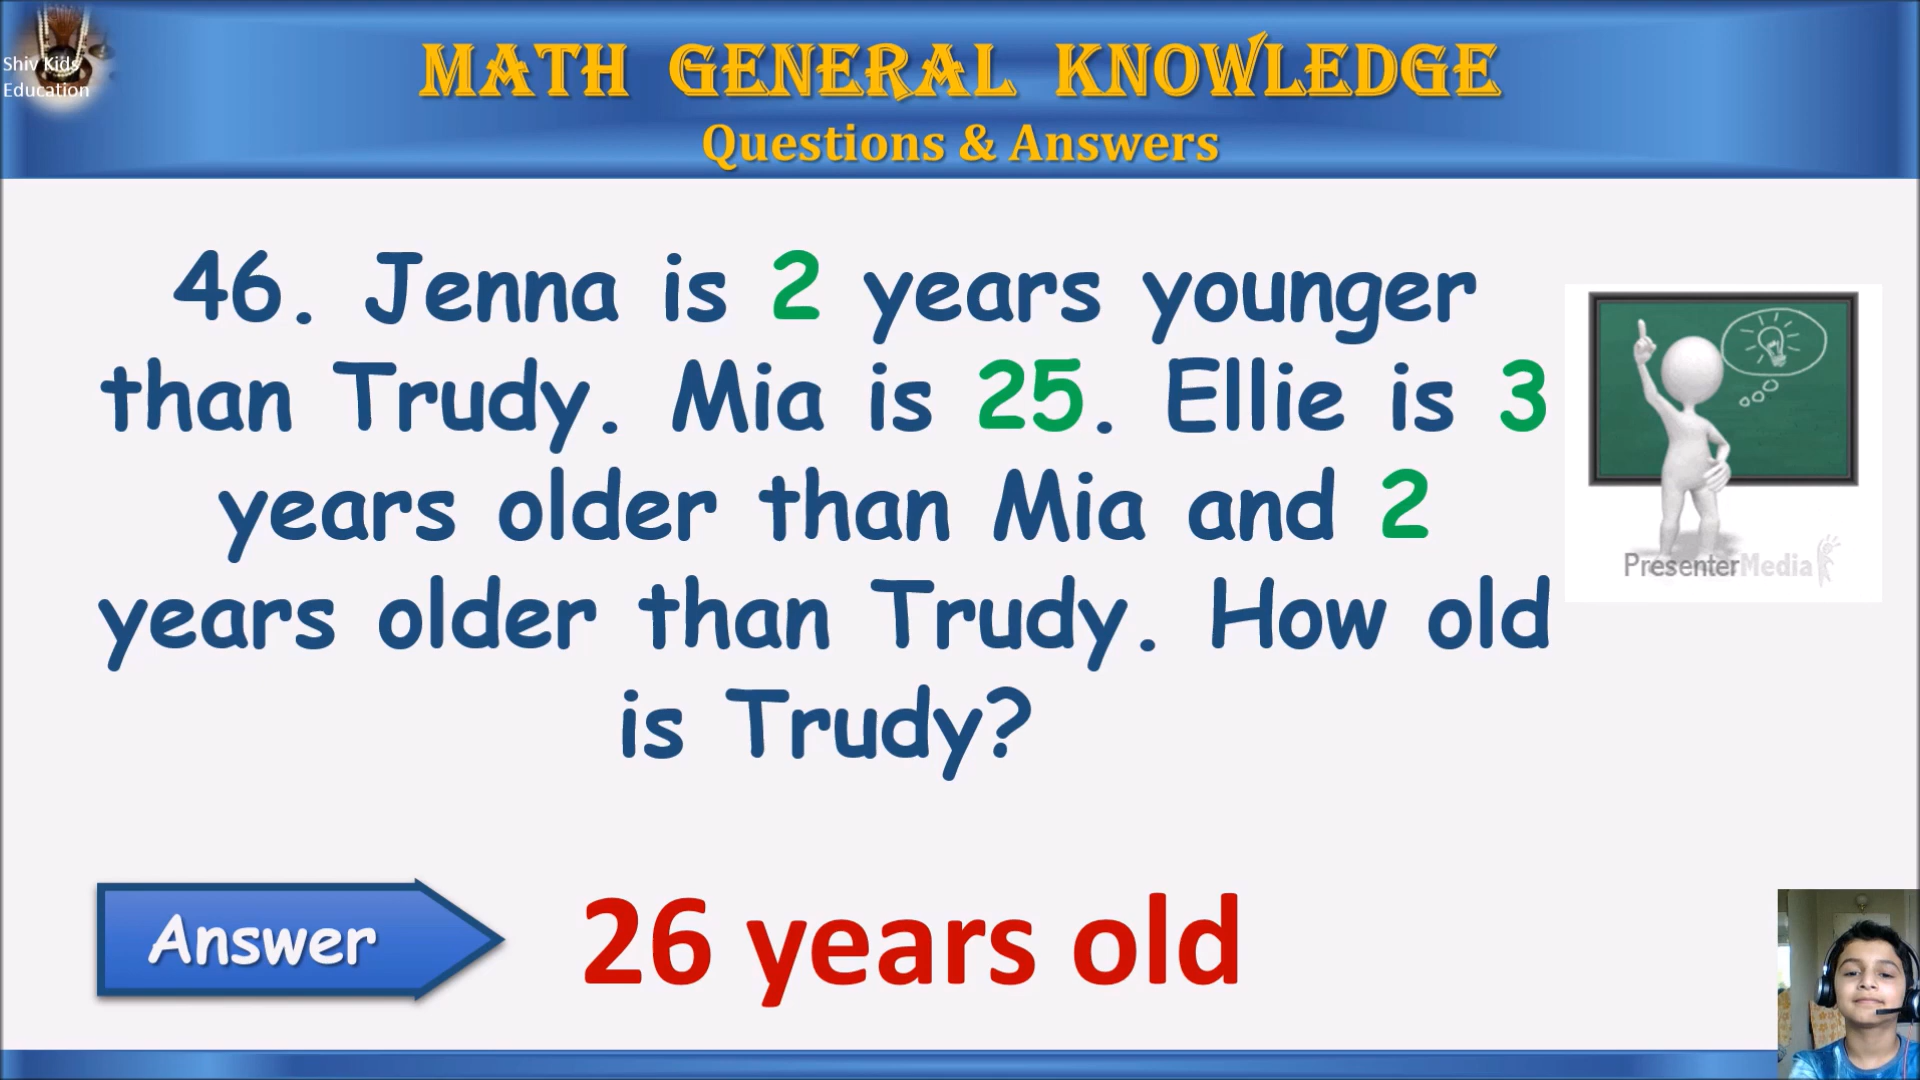 Shiv Kids
Education
MATH GENERAL KNOWLEDGE
Questions & Answers
46. Jenna is 2 years younger
than Trudy. Mia is 25. Ellie is 3
years older than Mia and 2
years older than Trudy. How old
is Trudy?
PresenterMedia
Answer
26 years old